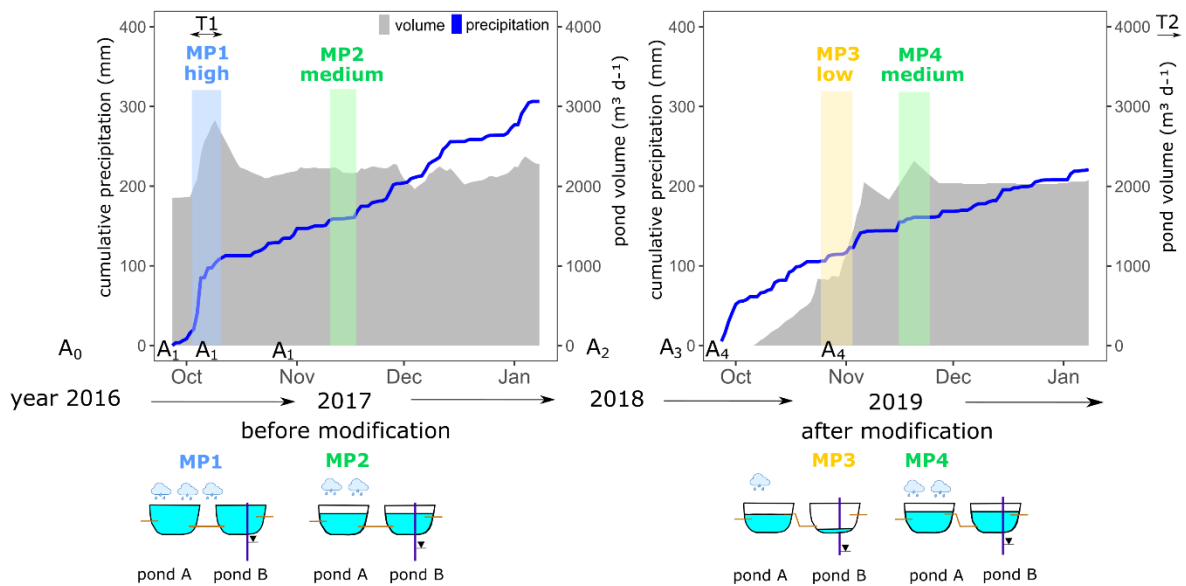 T1
volume precipitation
MP1
high
MP2
medium
cumulative precipitation (mm)
400
300
200
100
0
pond volume (m³ d-1)
4000
3000
2000
1000
0
Oct Nov Dec Jan
A0 A1 A1 A1 A2
T2
MP3
low
MP4
medium
cumulative precipitation (mm)
400
300
200
100
0
pond volume (m³ d-1)
4000
3000
2000
1000
0
A3 A4 A4
Oct Nov Dec Jan
year 2016 2017 2018 2019
before modification after modification
MP1 MP2 MP3 MP4
pond A pond B pond A pond B pond A pond B pond A pond B